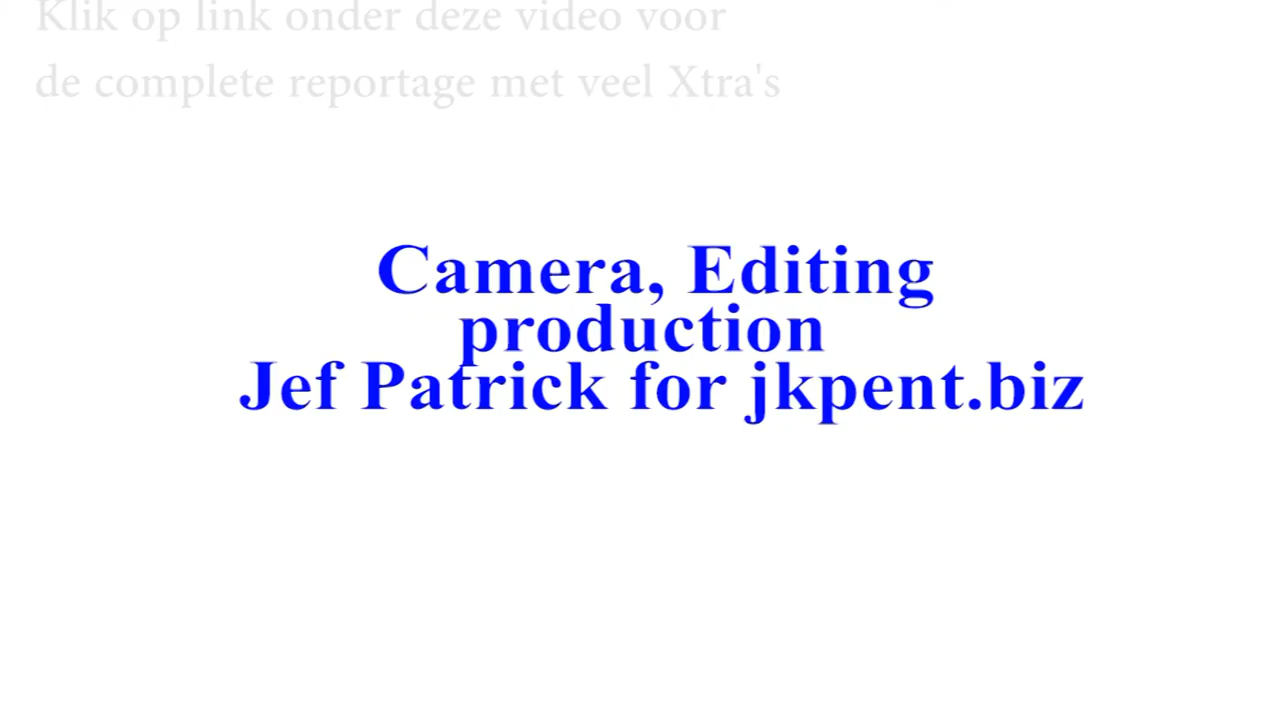 Klik op link onder deze video voor
de complete reportage met veel Xtra's
Camera, Editing
production
Jef Patrick for jkpent.biz